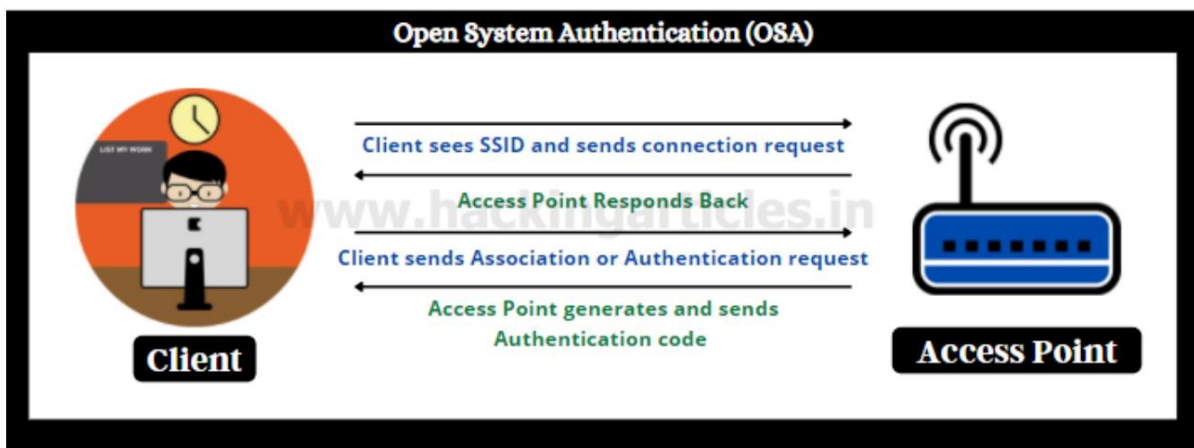 Open System Authentication (OSA)
LIST MY WORK
Client sees SSID and sends connection request
Access Point Responds Back
www.hackingarticles.in
Client sends Association or Authentication request
Access Point generates and sends
Authentication code
Client
Access Point